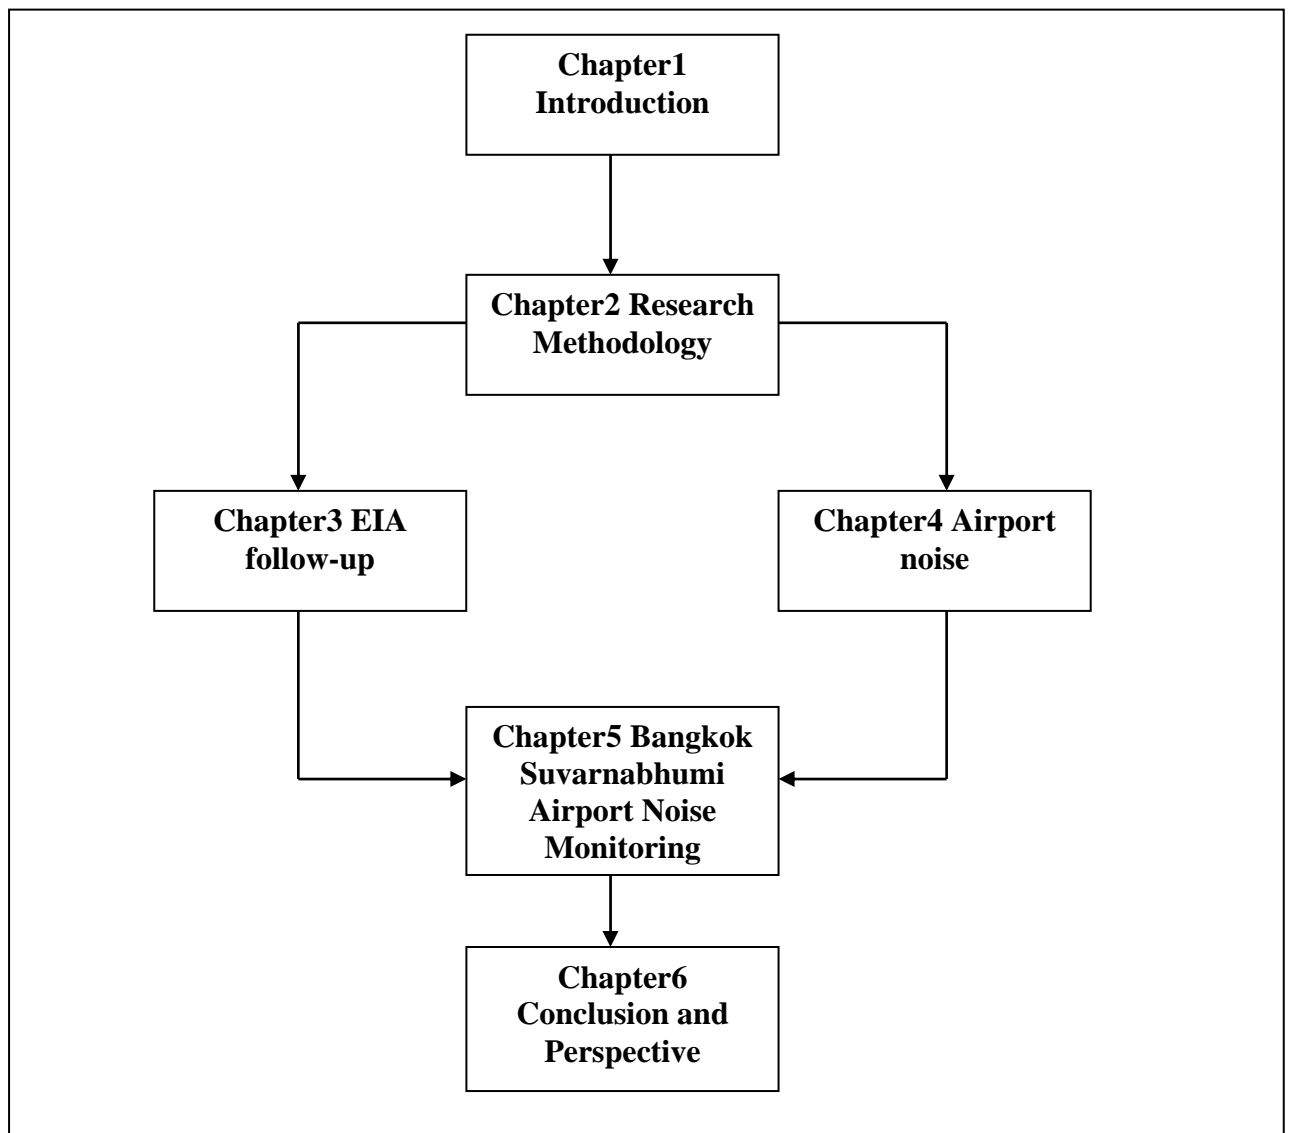 Chapter1
Introduction
Chapter2 Research
Methodology
Chapter3 EIA
follow-up
Chapter4 Airport
noise
Chapter5 Bangkok
Suvarnabhumi
Airport Noise
Monitoring
Chapter6
Conclusion and
Perspective